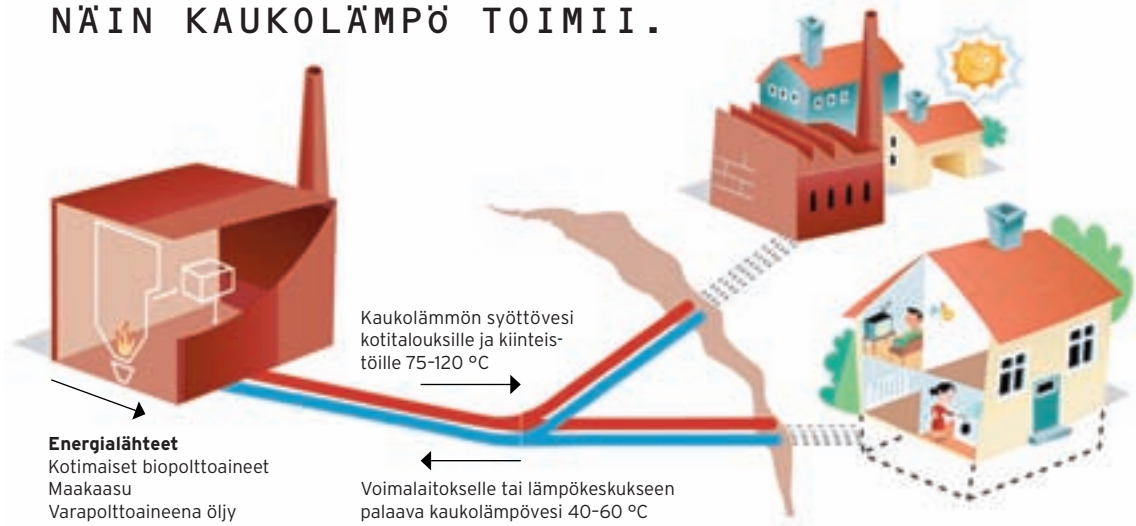 NÄIN KAUKOLÄMPÖ TOIMII.
Kaukolämmön syöttövesi
kotitalouksille ja kiinteis-
töille 75–120 °C
Energialähteet
Kotimaiset biopolttoaineet
Maakaasu
Varapolttoaineena öljy
Voimalaitokselle tai lämpökeskukseen
palaava kaukolämpövesi 40–60 °C